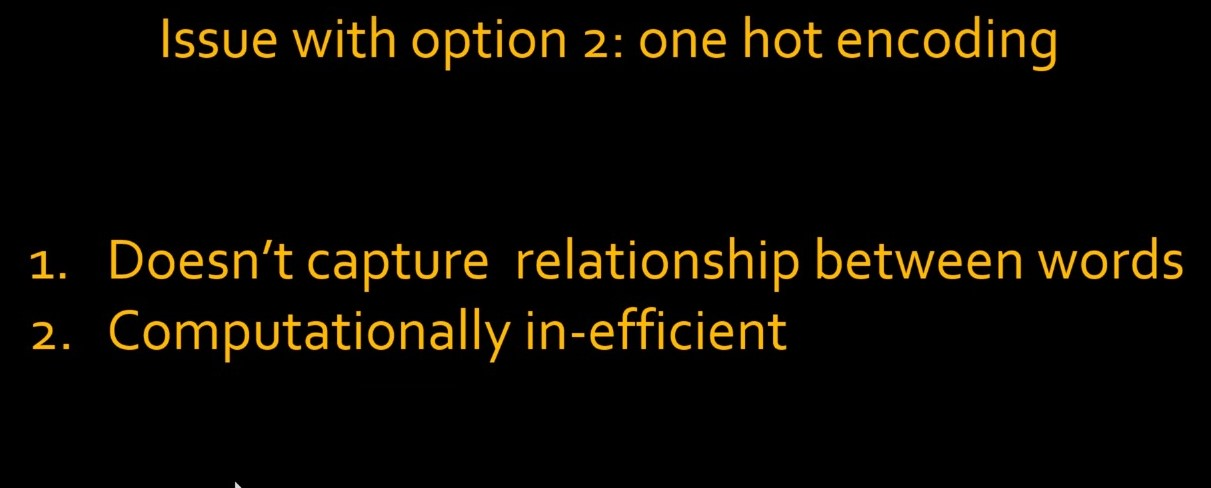 Issue with option 2: one hot encoding
1. Doesn’t capture relationship between words
2. Computationally in-efficient